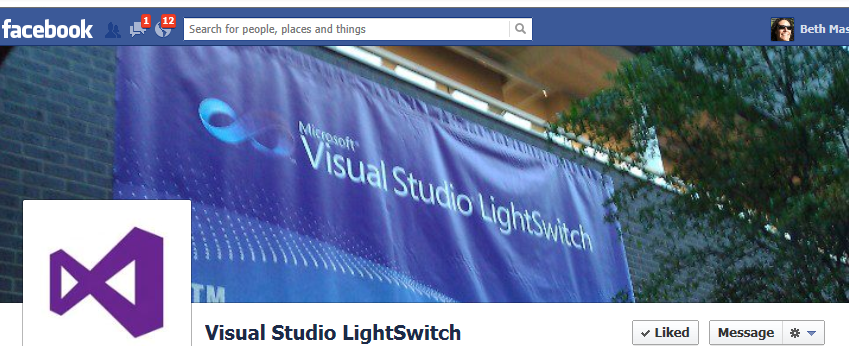 facebook
1
12
Search for people, places and things
Beth Mas
Microsoft®
Visual Studio LightSwitch
TM
Visual Studio LightSwitch
Liked
Message